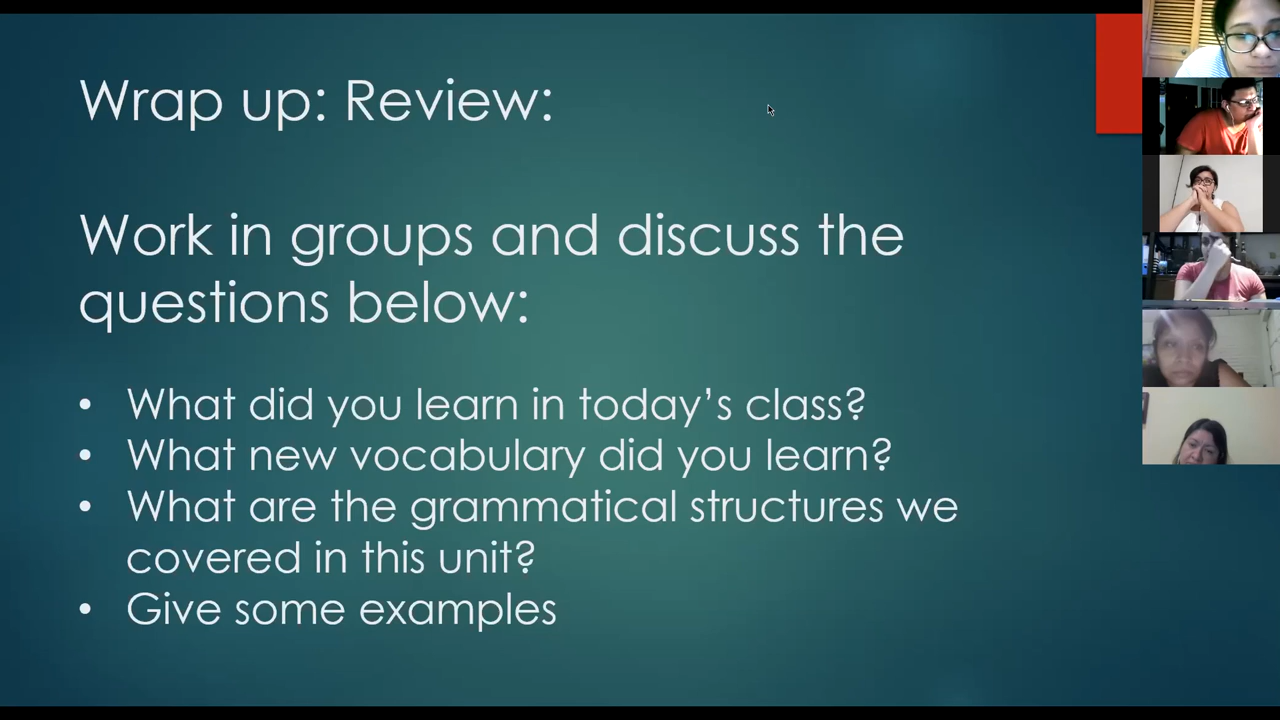 Wrap up: Review:
Work in groups and discuss the
questions below:
• What did you learn in today’s class?
• What new vocabulary did you learn?
• What are the grammatical structures we
covered in this unit?
• Give some examples